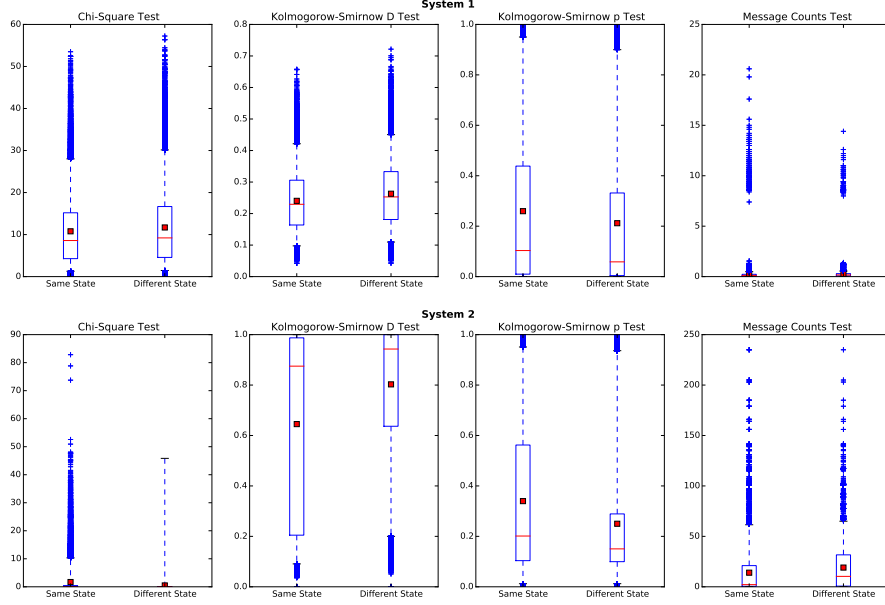 System 1
Chi-Square Test
Kolmogorow-Smirnow D Test
Kolmogorow-Smirnow p Test
Message Counts Test
60
50
40
30
20
10
0
Same State
Different State
0.8
0.7
0.6
0.5
0.4
0.3
0.2
0.1
0.0
Same State
Different State
1.0
0.8
0.6
0.4
0.2
0.0
Same State
Different State
25
20
15
10
5
0
Same State
Different State
System 2
Chi-Square Test
Kolmogorow-Smirnow D Test
Kolmogorow-Smirnow p Test
Message Counts Test
90
80
70
60
50
40
30
20
10
0
Same State
Different State
1.0
0.8
0.6
0.4
0.2
0.0
Same State
Different State
1.0
0.8
0.6
0.4
0.2
0.0
Same State
Different State
250
200
150
100
50
0
Same State
Different State